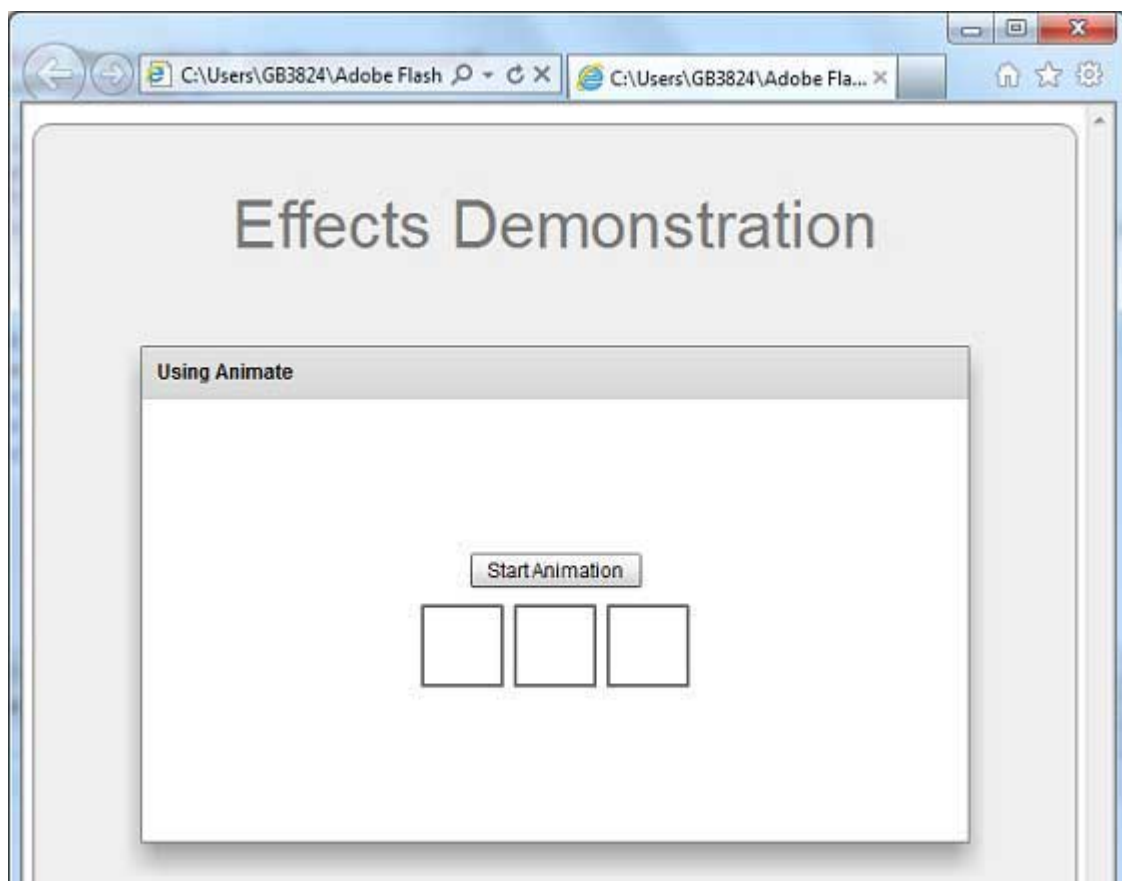 C:\Users\GB3824\Adobe Flash
C:\Users\GB3824\Adobe Fla...
Effects Demonstration
Using Animate
Start Animation